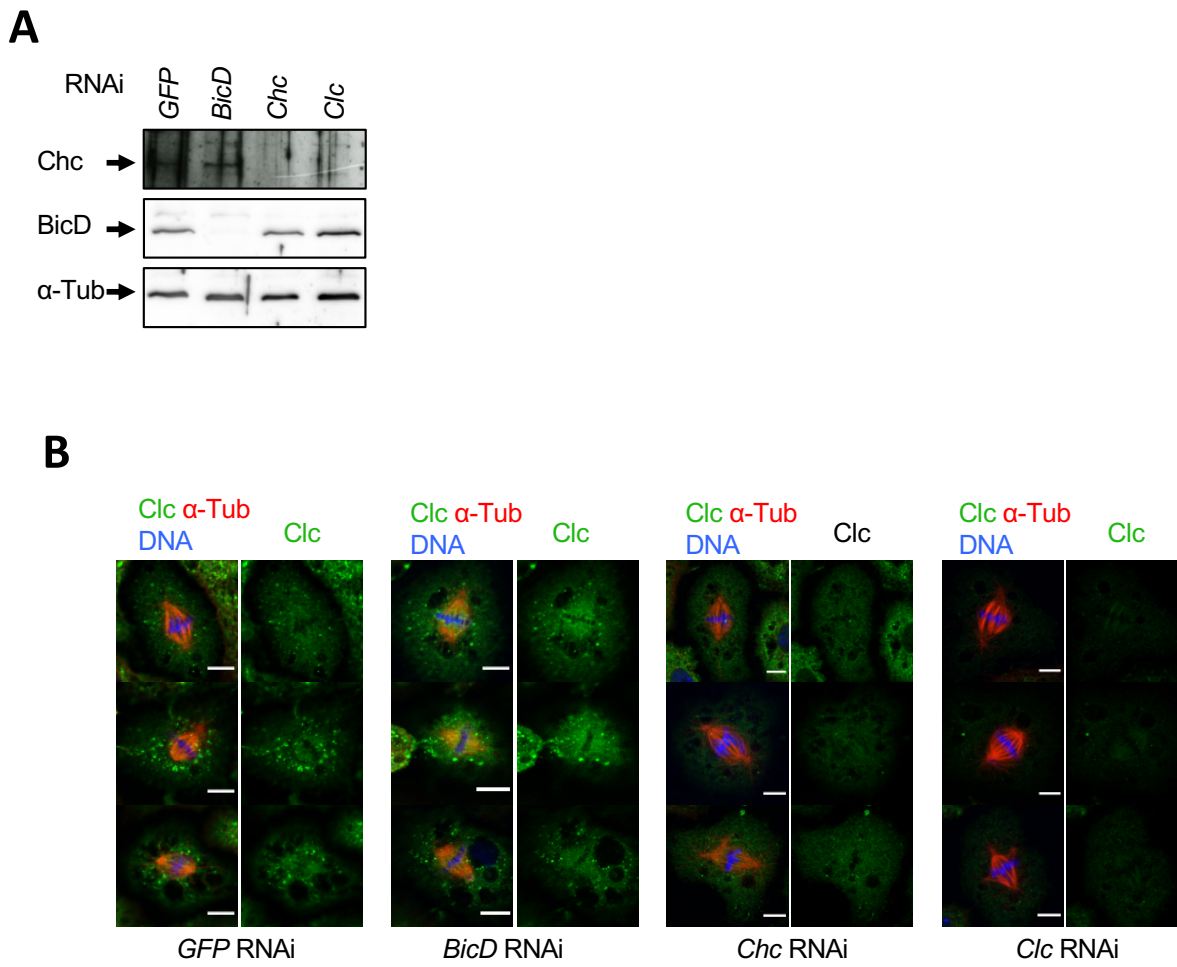 A
RNAi GFP BicD Chc Clc
Chc
BicD
α-Tub
B
Clc α-Tub DNA Clc
Clc α-Tub DNA Clc
Clc α-Tub DNA Clc
Clc α-Tub DNA Clc
GFP RNAi BicD RNAi Chc RNAi Clc RNAi